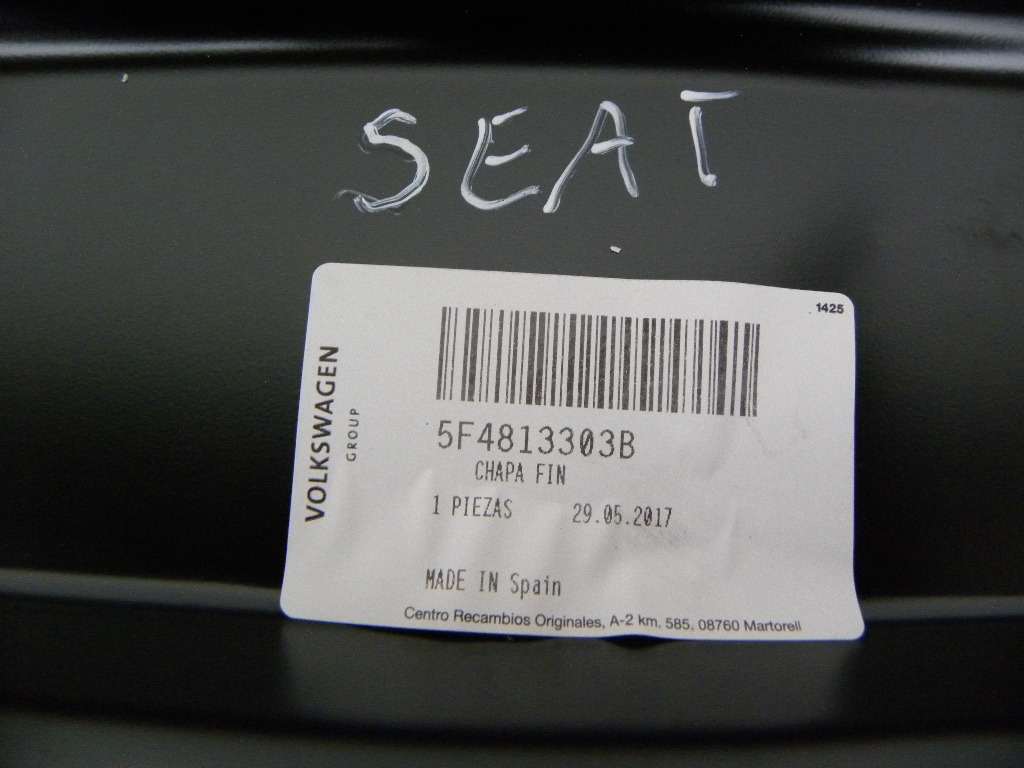 SEAT
1425
VOLKSWAGEN
GROUP
5F4813303B
CHAPA FIN
1 PIEZAS 29.05.2017
MADE IN Spain
Centro Recambios Originales, A-2 km. 585, 08760 Martorell